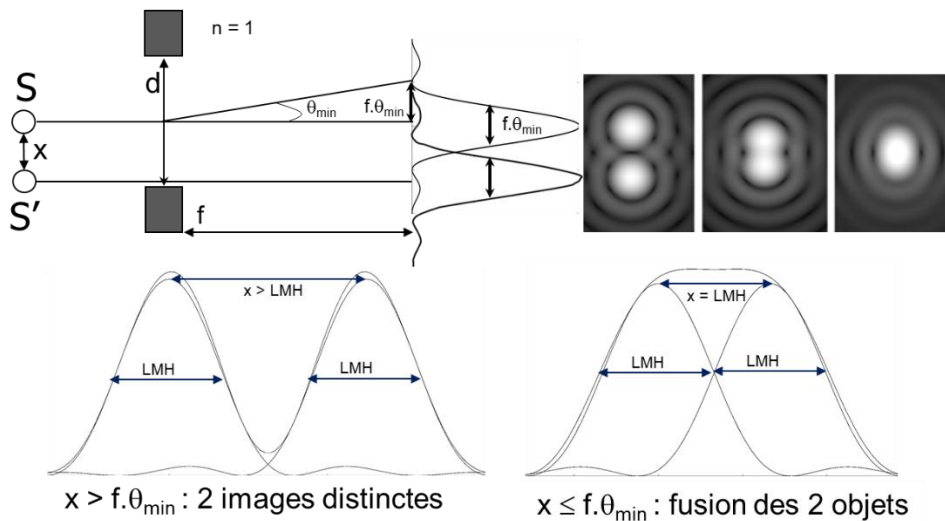 n = 1
S
d
θmin
f.θmin
f.θmin
x
S'
f
x > LMH
LMH
LMH
x = LMH
LMH
LMH
x > f.θmin : 2 images distinctes
x ≤ f.θmin : fusion des 2 objets